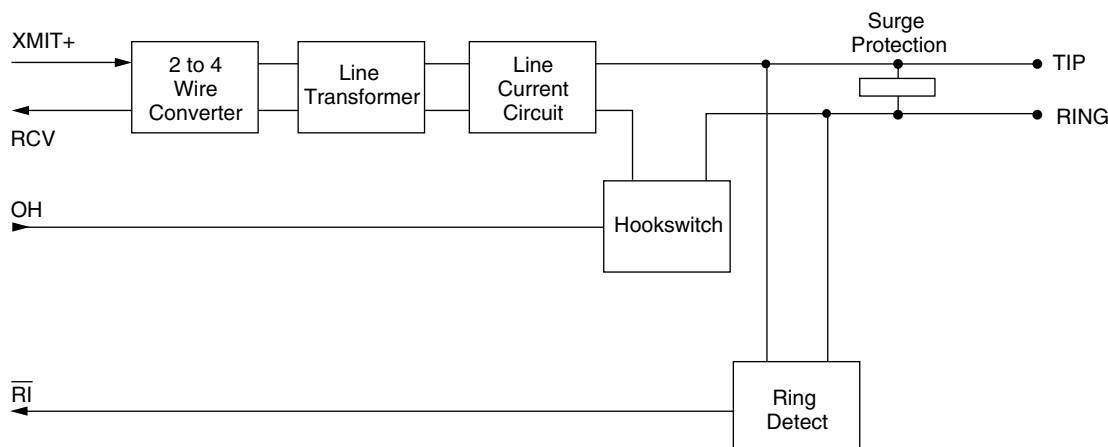 XMIT+
RCV
2 to 4
Wire
Converter
Line
Transformer
Line
Current
Circuit
Surge
Protection
TIP
RING
OH
Hookswitch
R̅I̅
Ring
Detect